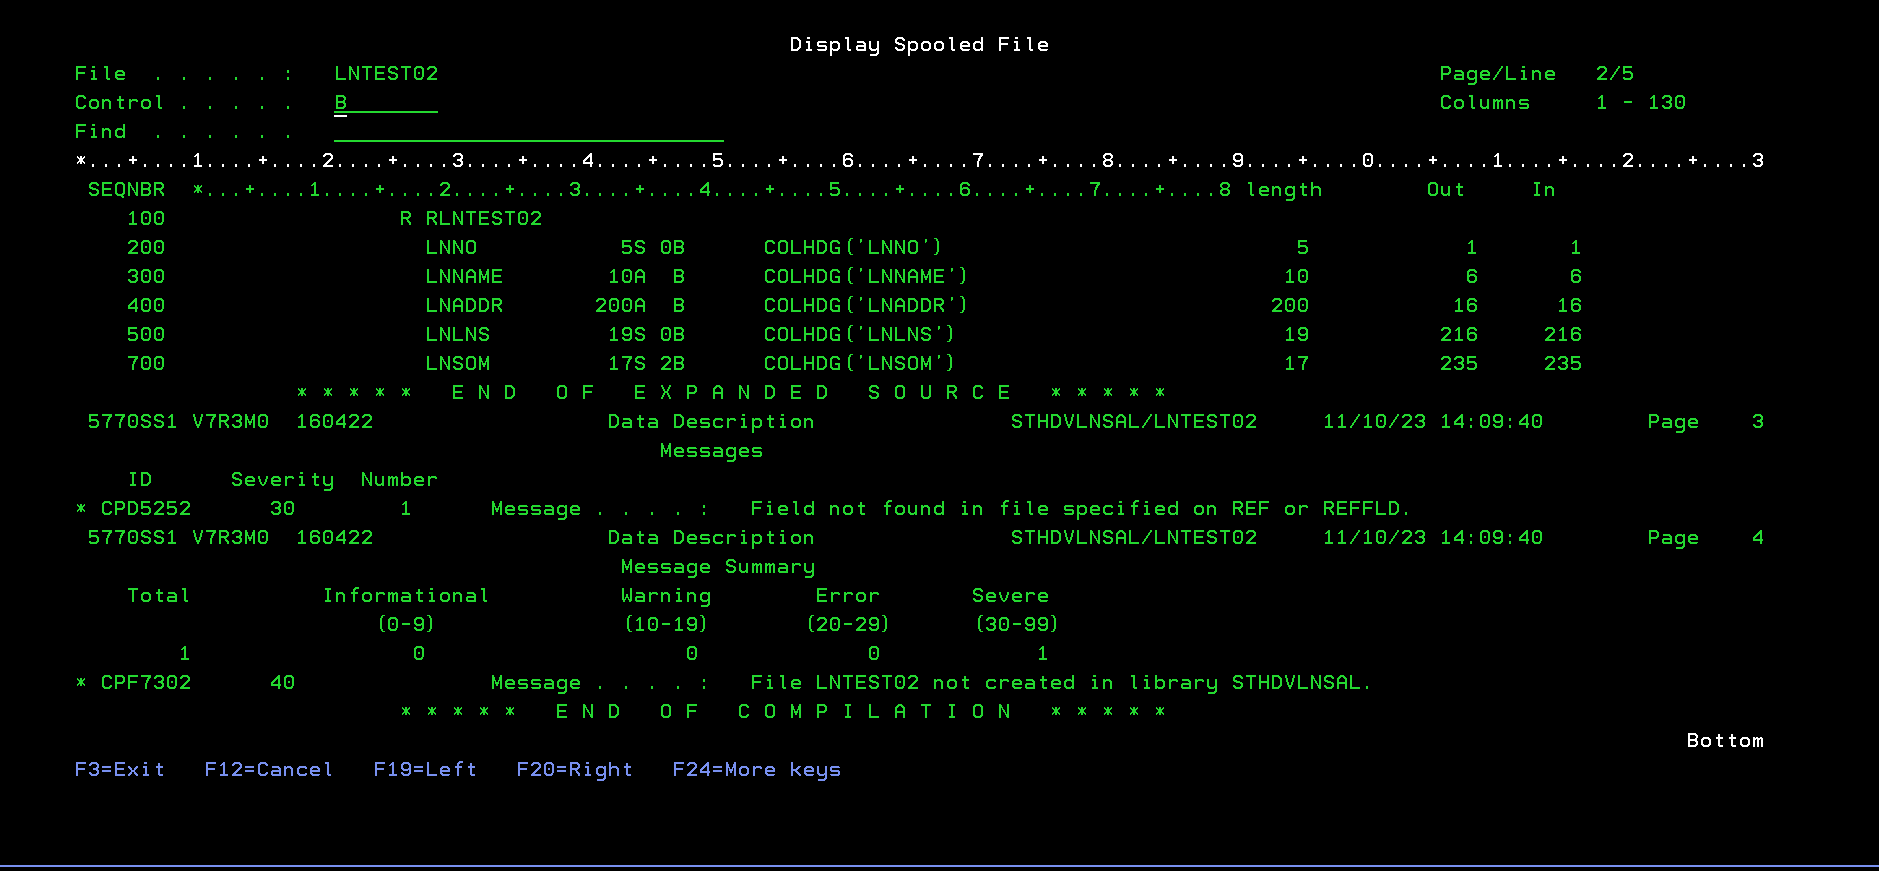 Display Spooled File
File  . . . . . :   LNTEST02                                                                             Page/Line   2/5
Control . . . . .   B                                                                                    Columns     1 - 130
Find  . . . . . .
*...+....1....+....2....+....3....+....4....+....5....+....6....+....7....+....8....+....9....+....0....+....1....+....2....+....3
SEQNBR  *...+....1....+....2....+....3....+....4....+....5....+....6....+....7....+....8 length        Out     In
100                  R RLNTEST02
200                    LNNO           5S 0B      COLHDG('LNNO')                           5            1       1
300                    LNNAME        10A  B      COLHDG('LNNAME')                        10            6       6
400                    LNADDR       200A  B      COLHDG('LNADDR')                       200           16      16
500                    LNLNS         19S 0B      COLHDG('LNLNS')                         19          216     216
700                    LNSOM         17S 2B      COLHDG('LNSOM')                         17          235     235
* * * * *   E N D   O F   E X P A N D E D   S O U R C E   * * * * *
5770SS1 V7R3M0  160422                  Data Description               STHDVLNSAL/LNTEST02     11/10/23 14:09:40        Page    3
Messages
ID      Severity  Number
* CPD5252      30        1      Message . . . . :   Field not found in file specified on REF or REFFLD.
5770SS1 V7R3M0  160422                  Data Description               STHDVLNSAL/LNTEST02     11/10/23 14:09:40        Page    4
Message Summary
Total          Informational          Warning        Error       Severe
(0-9)              (10-19)       (20-29)      (30-99)
1                 0                    0             0            1
* CPF7302      40               Message . . . . :   File LNTEST02 not created in library STHDVLNSAL.
* * * * *   E N D   O F   C O M P I L A T I O N   * * * * *
Bottom
F3=Exit   F12=Cancel   F19=Left   F20=Right   F24=More keys